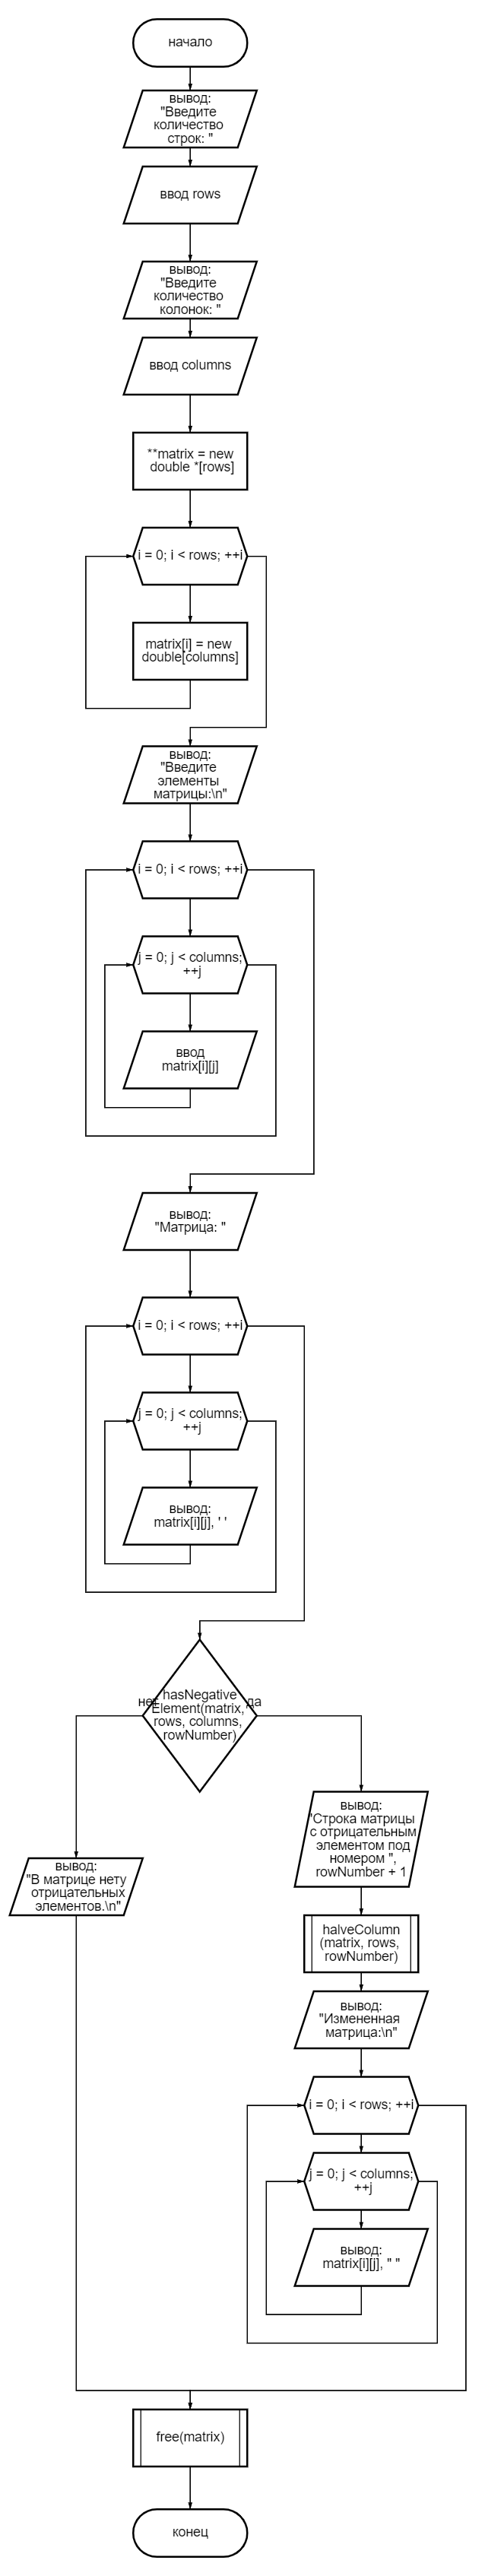 начало
вывод:
"Введите
количество
строк: "
ввод rows
вывод:
"Введите
количество
колонок: "
ввод columns
**matrix = new
double *[rows]
i = 0; i < rows; ++i
matrix[i] = new
double[columns]
вывод:
"Введите
элементы
матрицы:\n"
i = 0; i < rows; ++i
j = 0; j < columns;
++j
ввод
matrix[i][j]
вывод:
"Матрица: "
i = 0; i < rows; ++i
j = 0; j < columns;
++j
вывод:
matrix[i][j], ' '
нет
да
hasNegative
Element(matrix,
rows, columns,
rowNumber)
вывод:
"В матрице нету
отрицательных
элементов.\n"
вывод:
"Строка матрицы
с отрицательным
элементом под
номером ",
rowNumber + 1
halveColumn
(matrix, rows,
rowNumber)
вывод:
"Измененная
матрица:\n"
i = 0; i < rows; ++i
j = 0; j < columns;
++j
вывод:
matrix[i][j], " "
free(matrix)
конец